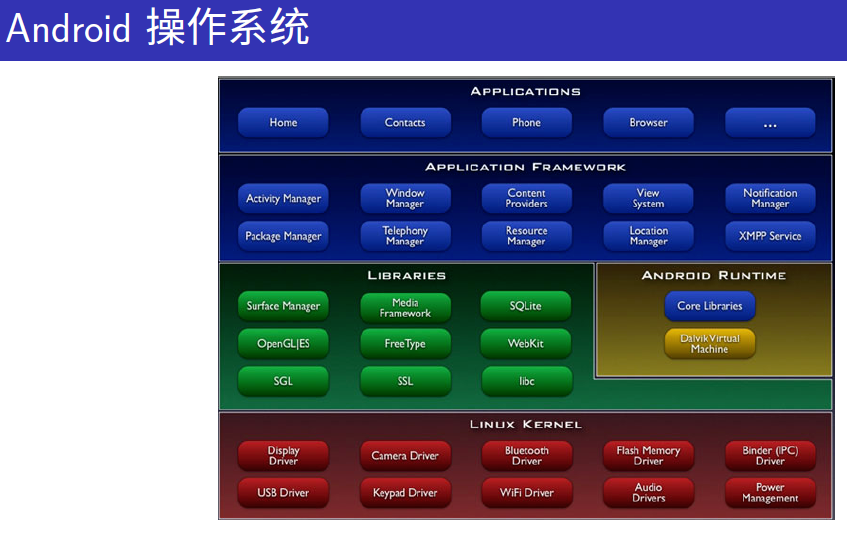 Android 操作系统
APPLICATIONS
Home
Contacts
Phone
Browser
...
APPLICATION FRAMEWORK
Activity Manager
Window
Manager
Content
Providers
View
System
Notification
Manager
Package Manager
Telephony
Manager
Resource
Manager
Location
Manager
XMPP Service
LIBRARIES
Surface Manager
Media
Framework
SQLite
OpenGL|ES
FreeType
WebKit
SGL
SSL
libc
ANDROID RUNTIME
Core Libraries
Dalvik Virtual
Machine
LINUX KERNEL
Display
Driver
Camera Driver
Bluetooth
Driver
Flash Memory
Driver
Binder (IPC)
Driver
USB Driver
Keypad Driver
WiFi Driver
Audio
Drivers
Power
Management